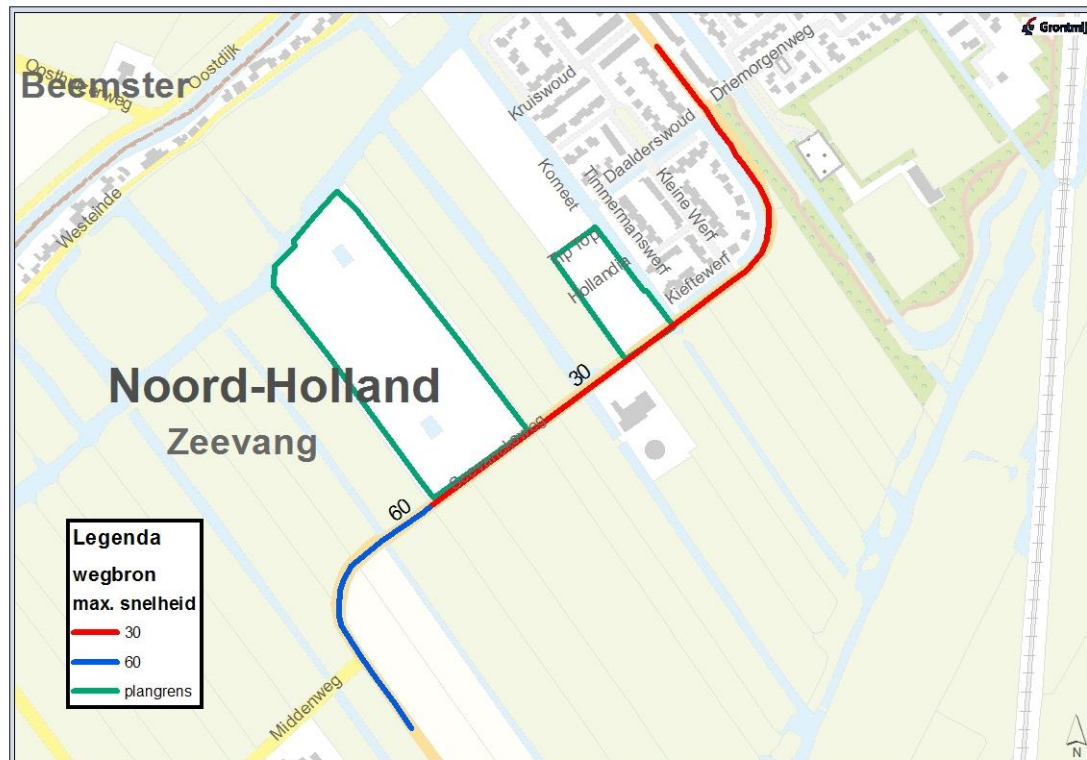 Grontmij
Oosthuizerweg
Oostdijk
Beemster
Driemorgenweg
Kruiswoud
Daalderswoud
Westeinde
Komeet
Timmermanswerf
Kleine Werf
Tip Top
Hollandia
Kieftewerf
Noord-Holland
30
Zeevang
60
Legenda
wegbron
max. snelheid
30
60
plangrens
Middenweg
N